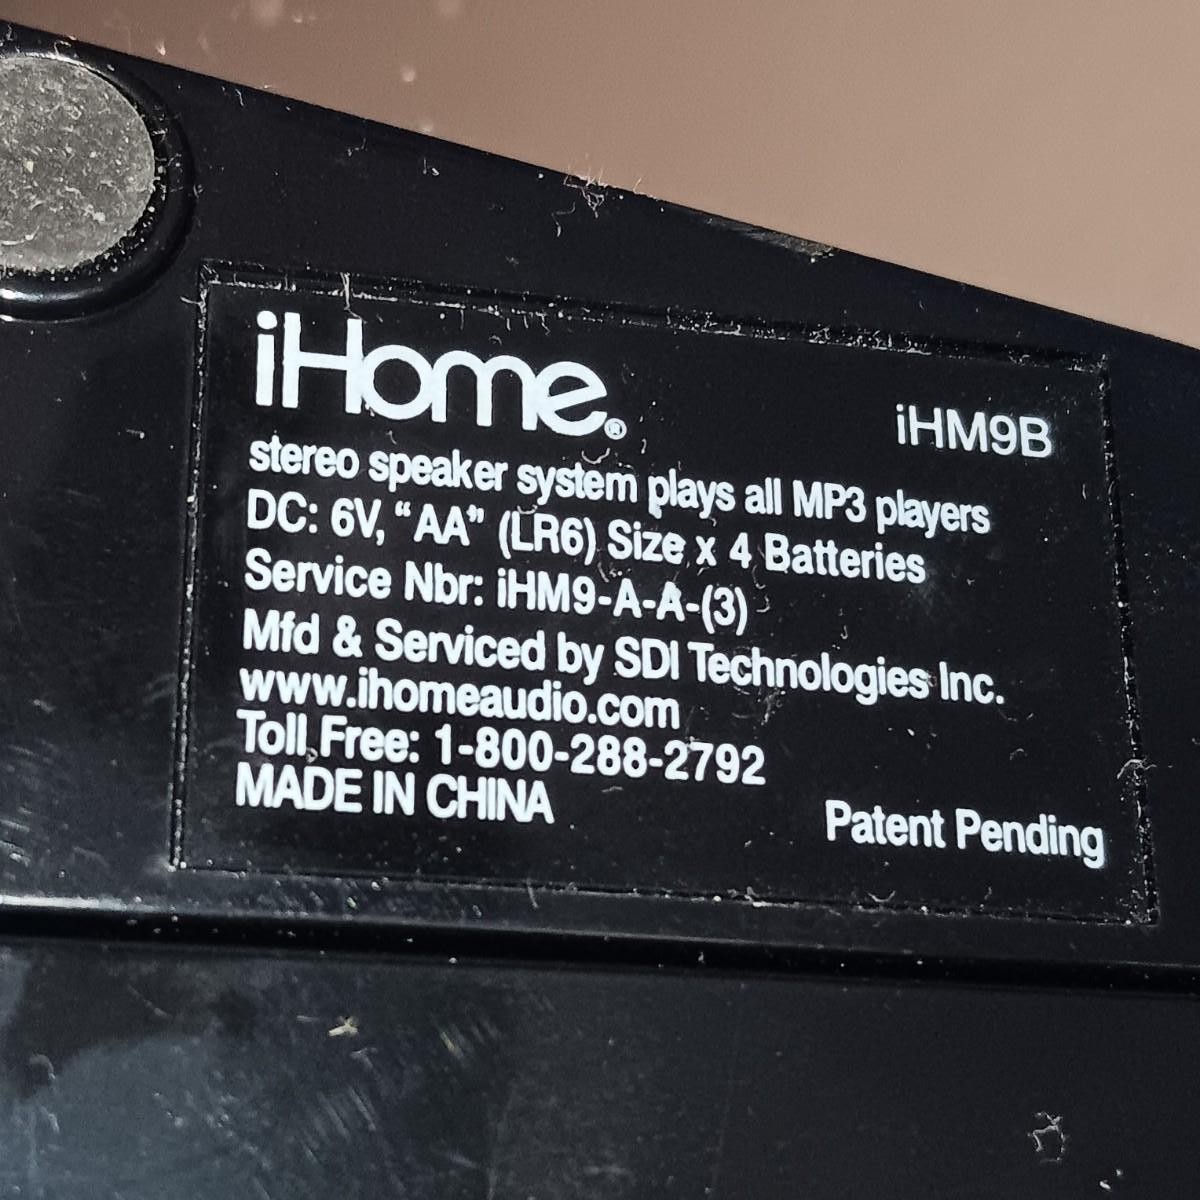 iHome®
iHM9B
stereo speaker system plays all MP3 players
DC: 6V, “AA” (LR6) Size x 4 Batteries
Service Nbr: iHM9-A-A-(3)
Mfd & Serviced by SDI Technologies Inc.
www.ihomeaudio.com
Toll Free: 1-800-288-2792
MADE IN CHINA
Patent Pending